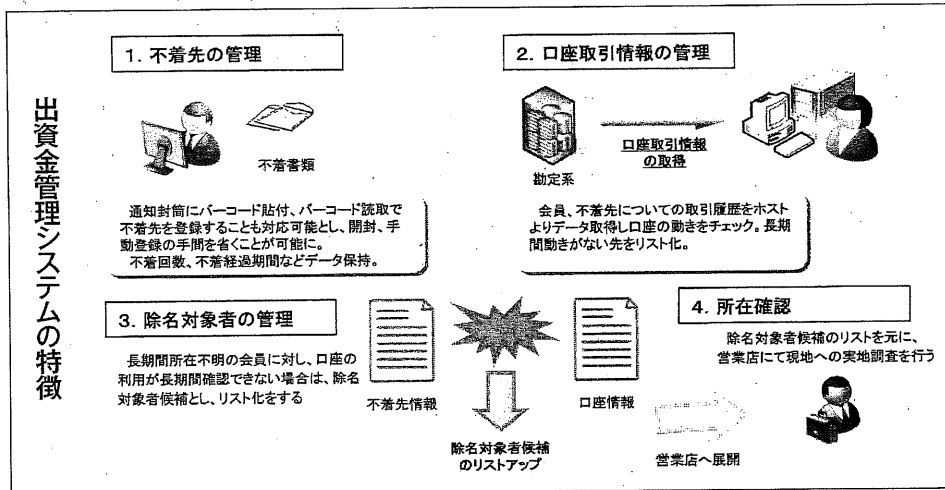 出資金管理システムの特徴
1. 不着先の管理
不着書類
通知封筒にバーコード貼付、バーコード読取で
不着先を登録することも対応可能とし、開封、手
動登録の手間を省くことが可能に。
不着回数、不着経過期間などデータ保持。
2. 口座取引情報の管理
勘定系
口座取引情報
の取得
会員、不着先についての取引履歴をホスト
よりデータ取得し口座の動きをチェック。長期
間動きがない先をリスト化。
3. 除名対象者の管理
長期間所在不明の会員に対し、口座の
利用が長期間確認できない場合は、除名
対象者候補とし、リスト化をする
不着先情報
口座情報
除名対象者候補
のリストアップ
4. 所在確認
除名対象者候補のリストを元に、
営業店にて現地への実地調査を行う
営業店へ展開